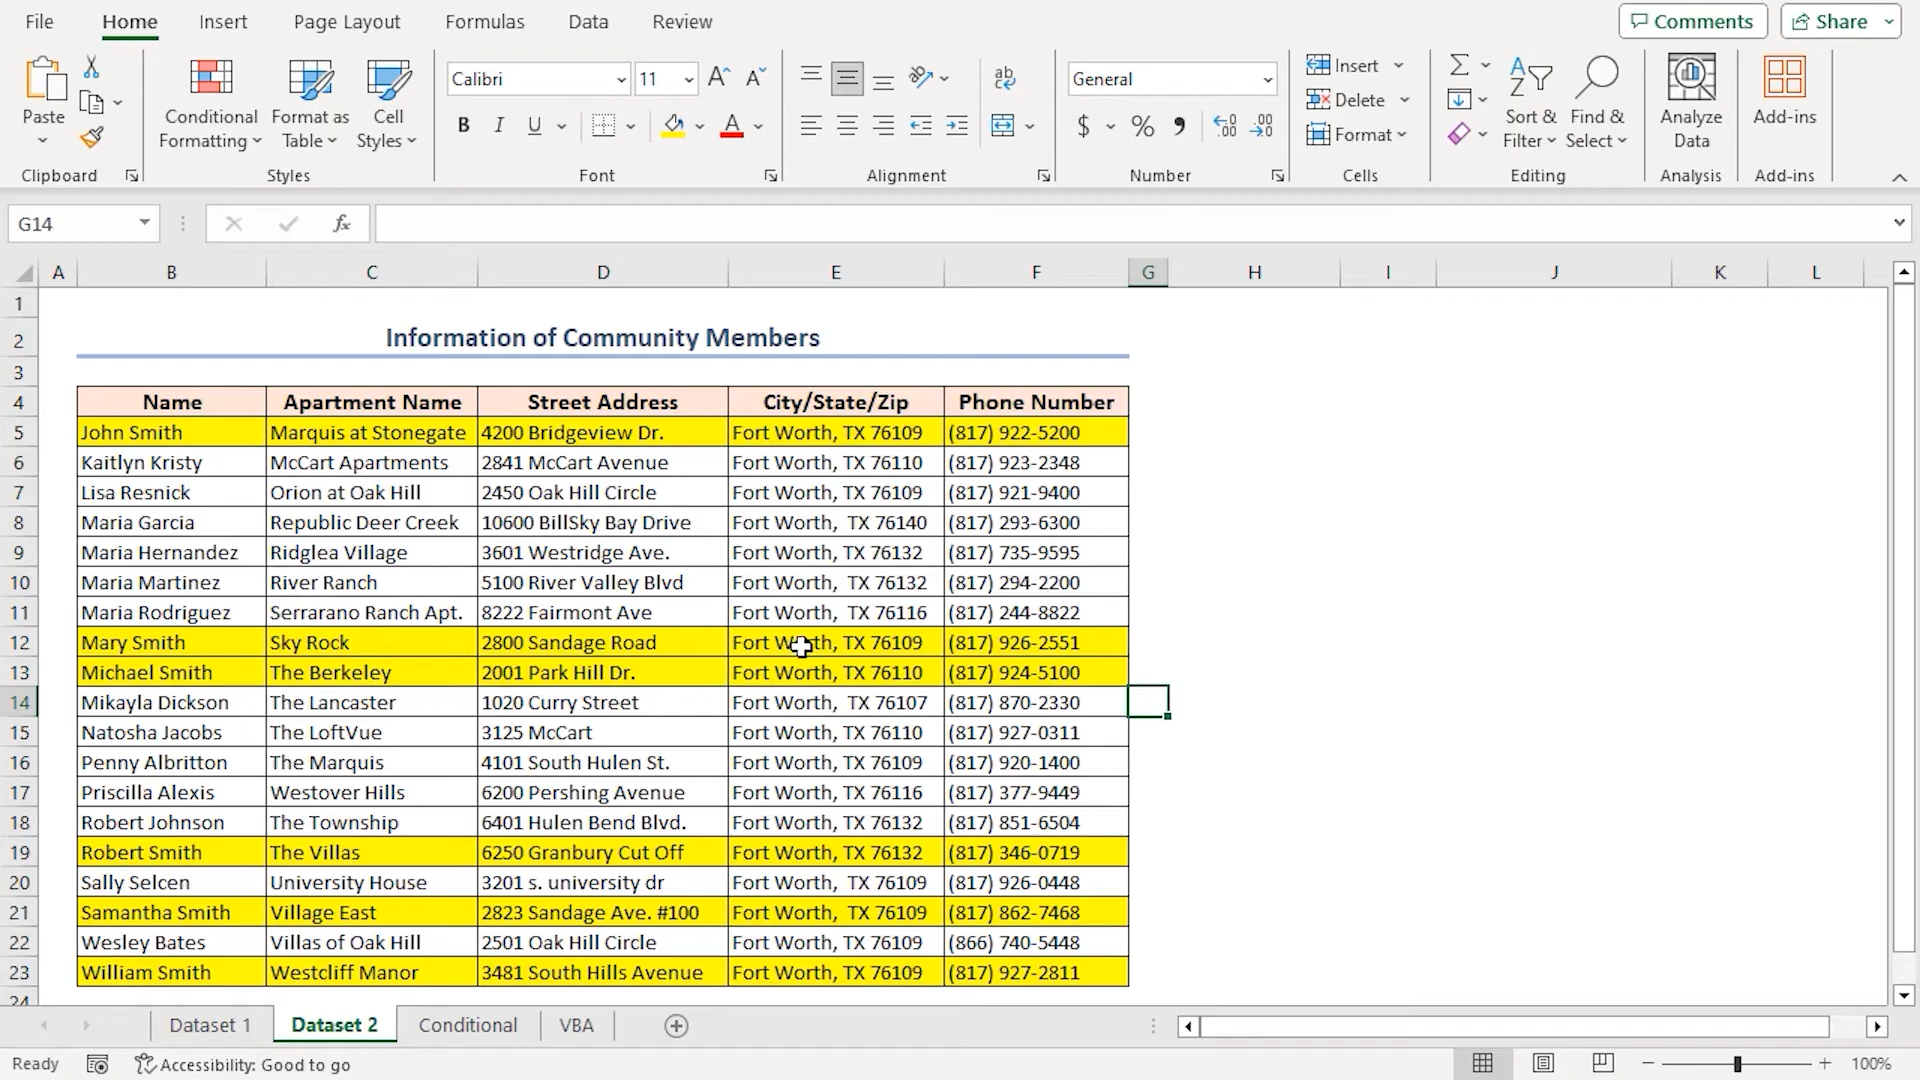 File Home Insert Page Layout Formulas Data Review Comments Share
Paste
Clipboard
Conditional Formatting
Format as Table
Cell Styles
Styles
Calibri 11 A A
B I U A
Font
ab
Alignment
General
$ % 9 .00
Number
Insert
Delete
Format
Cells
Sort & Filter
Find & Select
Editing
Analyze Data
Analysis
Add-ins
Add-ins
G14 fx
A B C D E F G H I J K L
1
2 Information of Community Members
3
4 Name Apartment Name Street Address City/State/Zip Phone Number
5 John Smith Marquis at Stonegate 4200 Bridgeview Dr. Fort Worth, TX 76109 (817) 922-5200
6 Kaitlyn Kristy McCart Apartments 2841 McCart Avenue Fort Worth, TX 76110 (817) 923-2348
7 Lisa Resnick Orion at Oak Hill 2450 Oak Hill Circle Fort Worth, TX 76109 (817) 921-9400
8 Maria Garcia Republic Deer Creek 10600 BillSky Bay Drive Fort Worth,  TX 76140 (817) 293-6300
9 Maria Hernandez Ridglea Village 3601 Westridge Ave. Fort Worth, TX 76132 (817) 735-9595
10 Maria Martinez River Ranch 5100 River Valley Blvd Fort Worth,  TX 76132 (817) 294-2200
11 Maria Rodriguez Serrarano Ranch Apt. 8222 Fairmont Ave Fort Worth,  TX 76116 (817) 244-8822
12 Mary Smith Sky Rock 2800 Sandage Road Fort Worth, TX 76109 (817) 926-2551
13 Michael Smith The Berkeley 2001 Park Hill Dr. Fort Worth, TX 76110 (817) 924-5100
14 Mikayla Dickson The Lancaster 1020 Curry Street Fort Worth,  TX 76107 (817) 870-2330
15 Natosha Jacobs The LoftVue 3125 McCart Fort Worth, TX 76110 (817) 927-0311
16 Penny Albritton The Marquis 4101 South Hulen St. Fort Worth, TX 76109 (817) 920-1400
17 Priscilla Alexis Westover Hills 6200 Pershing Avenue Fort Worth, TX 76116 (817) 377-9449
18 Robert Johnson The Township 6401 Hulen Bend Blvd. Fort Worth, TX 76132 (817) 851-6504
19 Robert Smith The Villas 6250 Granbury Cut Off Fort Worth, TX 76132 (817) 346-0719
20 Sally Selcen University House 3201 s. university dr Fort Worth,  TX 76109 (817) 926-0448
21 Samantha Smith Village East 2823 Sandage Ave. #100 Fort Worth,  TX 76109 (817) 862-7468
22 Wesley Bates Villas of Oak Hill 2501 Oak Hill Circle Fort Worth, TX 76109 (866) 740-5448
23 William Smith Westcliff Manor 3481 South Hills Avenue Fort Worth, TX 76109 (817) 927-2811
24
Dataset 1 Dataset 2 Conditional VBA
Ready Accessibility: Good to go 100%